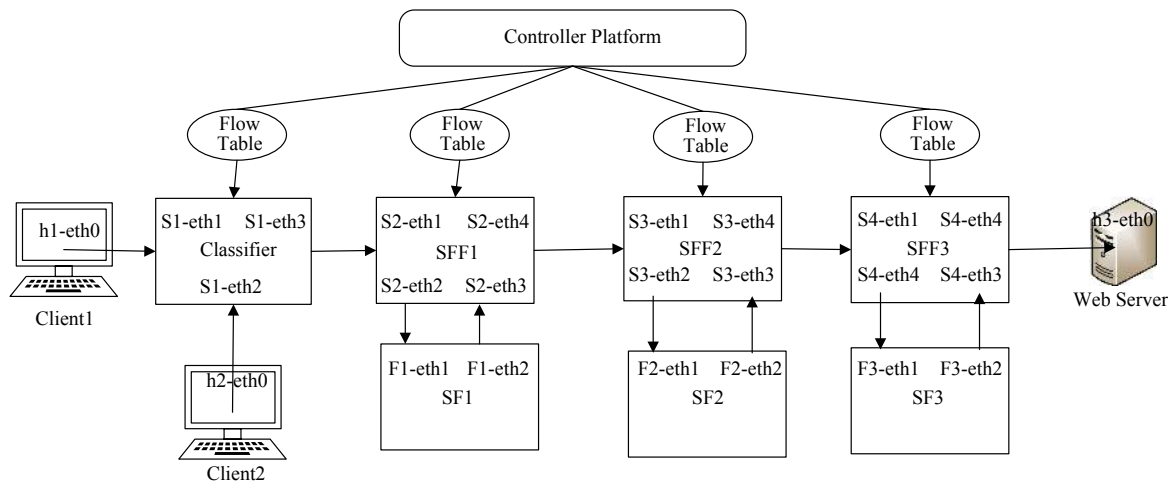 Controller Platform
Flow
Table
Flow
Table
Flow
Table
Flow
Table
h1-eth0
Client1
S1-eth1 S1-eth3
Classifier
S1-eth2
h2-eth0
Client2
S2-eth1 S2-eth4
SFF1
S2-eth2 S2-eth3
F1-eth1 F1-eth2
SF1
S3-eth1 S3-eth4
SFF2
S3-eth2 S3-eth3
F2-eth1 F2-eth2
SF2
S4-eth1 S4-eth4
SFF3
S4-eth4 S4-eth3
F3-eth1 F3-eth2
SF3
h3-eth0
Web Server